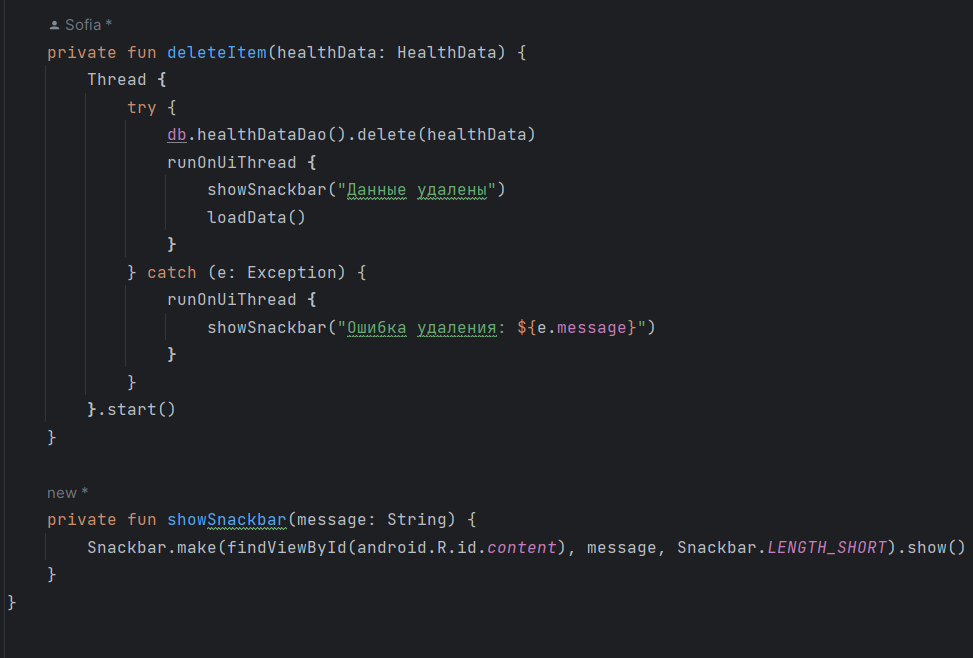 Sofia *
private fun deleteItem(healthData: HealthData) {
    Thread {
        try {
            db.healthDataDao().delete(healthData)
            runOnUiThread {
                showSnackbar("Данные удалены")
                loadData()
            }
        } catch (e: Exception) {
            runOnUiThread {
                showSnackbar("Ошибка удаления: ${e.message}")
            }
        }
    }.start()
}
new *
private fun showSnackbar(message: String) {
    Snackbar.make(findViewById(android.R.id.content), message, Snackbar.LENGTH_SHORT).show()
}
}